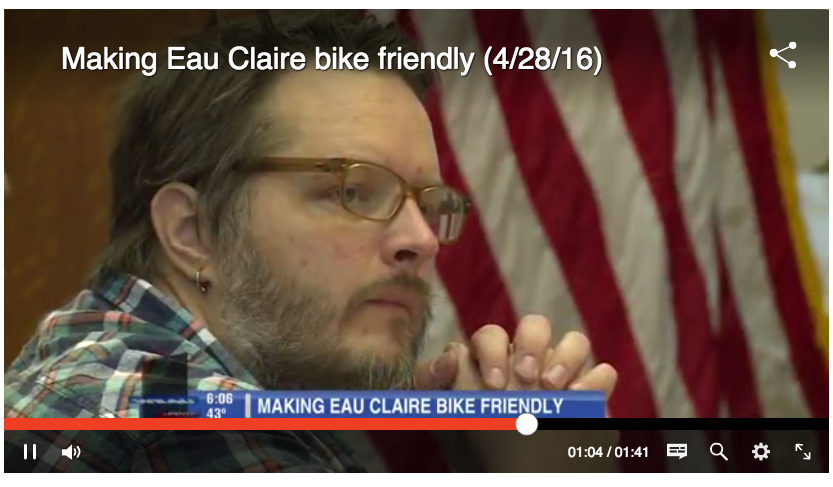 Making Eau Claire bike friendly (4/28/16)
6:06
43°
MAKING EAU CLAIRE BIKE FRIENDLY
01:04 / 01:41